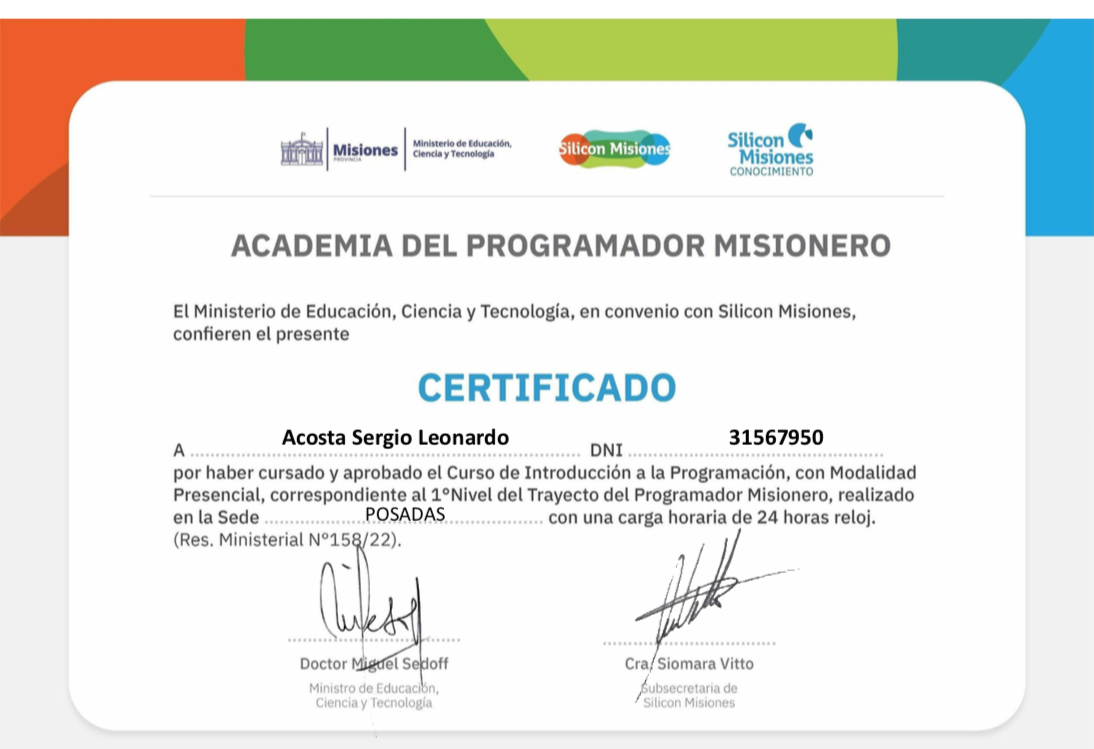 Misiones
PROVINCIA
Ministerio de Educación,
Ciencia y Tecnología
Silicon Misiones
Silicon
Misiones
CONOCIMIENTO
ACADEMIA DEL PROGRAMADOR MISIONERO
El Ministerio de Educación, Ciencia y Tecnología, en convenio con Silicon Misiones,
confieren el presente
CERTIFICADO
A Acosta Sergio Leonardo DNI 31567950
por haber cursado y aprobado el Curso de Introducción a la Programación, con Modalidad
Presencial, correspondiente al 1°Nivel del Trayecto del Programador Misionero, realizado
en la Sede POSADAS con una carga horaria de 24 horas reloj.
(Res. Ministerial N°158/22).
Doctor Miguel Sedoff
Ministro de Educación,
Ciencia y Tecnología
Cra. Siomara Vitto
Subsecretaria de
Silicon Misiones